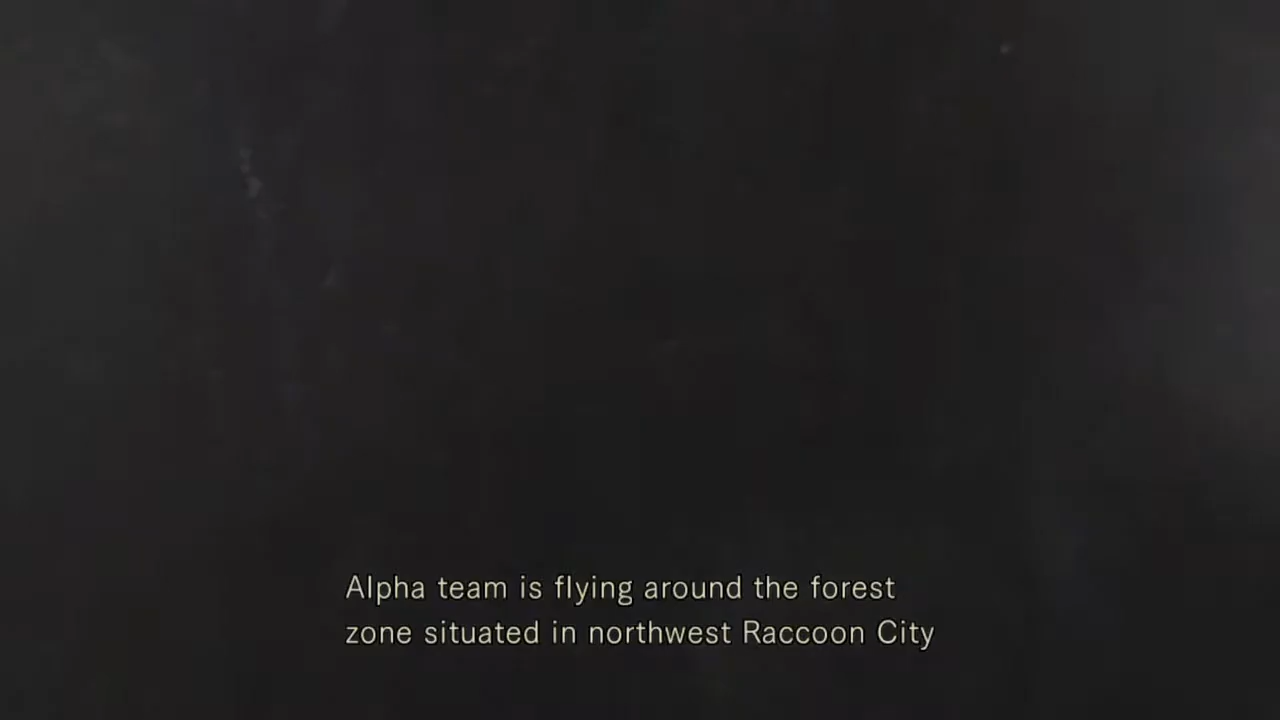 Alpha team is flying around the forest
zone situated in northwest Raccoon City